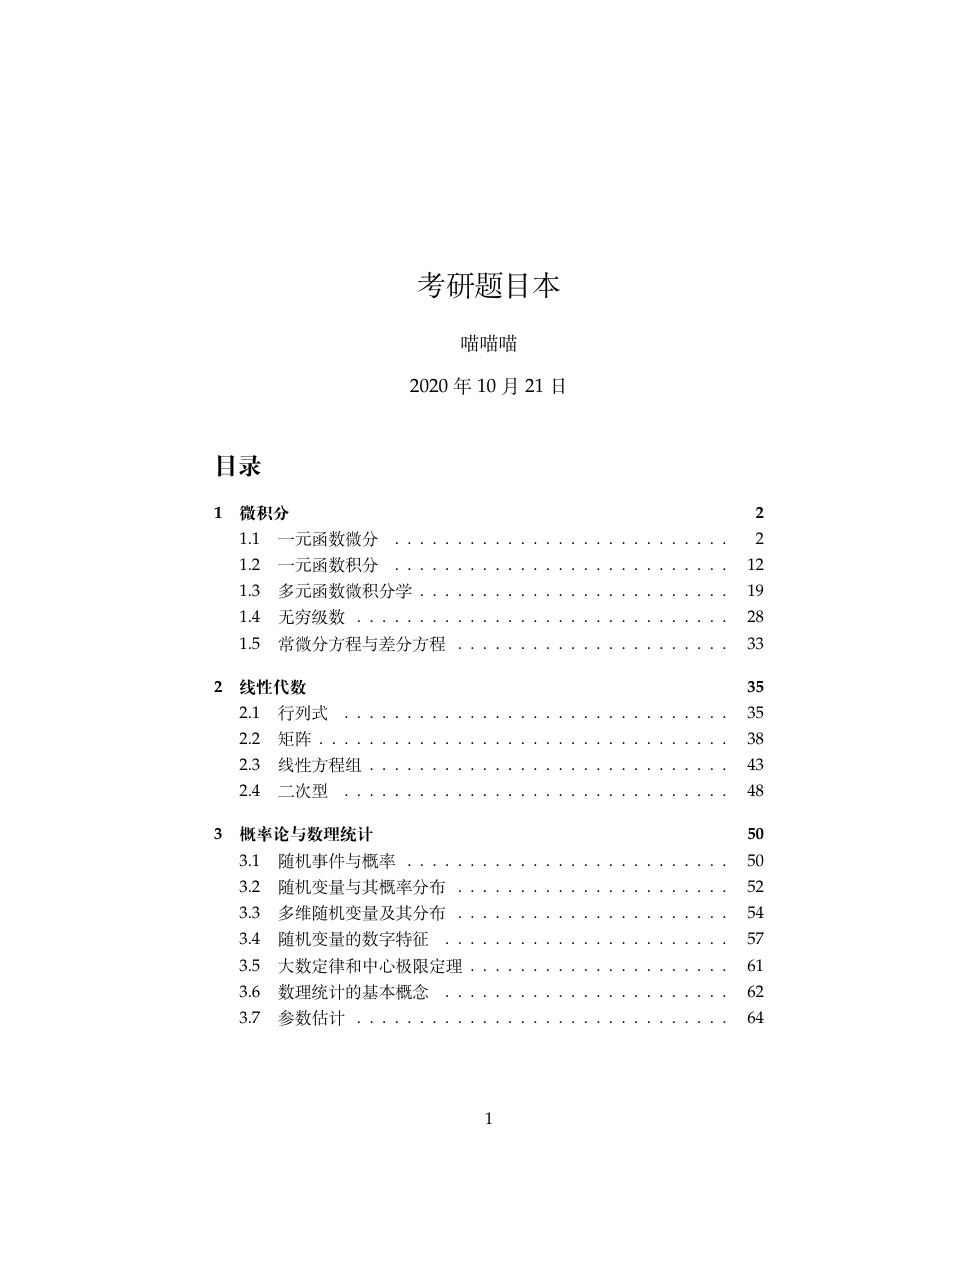 考研题目本
喵喵喵
2020 年 10 月 21 日
目录
1 微积分 2
1.1 一元函数微分 . . . . . . . . . . . . . . . . . . . . . . . . . . . 2
1.2 一元函数积分 . . . . . . . . . . . . . . . . . . . . . . . . . . . 12
1.3 多元函数微积分学 . . . . . . . . . . . . . . . . . . . . . . . . . 19
1.4 无穷级数 . . . . . . . . . . . . . . . . . . . . . . . . . . . . . . 28
1.5 常微分方程与差分方程 . . . . . . . . . . . . . . . . . . . . . . 33
2 线性代数 35
2.1 行列式 . . . . . . . . . . . . . . . . . . . . . . . . . . . . . . . 35
2.2 矩阵 . . . . . . . . . . . . . . . . . . . . . . . . . . . . . . . . . 38
2.3 线性方程组 . . . . . . . . . . . . . . . . . . . . . . . . . . . . . 43
2.4 二次型 . . . . . . . . . . . . . . . . . . . . . . . . . . . . . . . 48
3 概率论与数理统计 50
3.1 随机事件与概率 . . . . . . . . . . . . . . . . . . . . . . . . . . 50
3.2 随机变量与其概率分布 . . . . . . . . . . . . . . . . . . . . . . 52
3.3 多维随机变量及其分布 . . . . . . . . . . . . . . . . . . . . . . 54
3.4 随机变量的数字特征 . . . . . . . . . . . . . . . . . . . . . . . 57
3.5 大数定律和中心极限定理 . . . . . . . . . . . . . . . . . . . . . 61
3.6 数理统计的基本概念 . . . . . . . . . . . . . . . . . . . . . . . 62
3.7 参数估计 . . . . . . . . . . . . . . . . . . . . . . . . . . . . . . 64
1